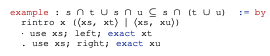 example : s ∩ t ∪ s ∩ u ⊆ s ∩ (t ∪ u)  := by
  rintro x (⟨xs, xt⟩ | ⟨xs, xu⟩)
  · use xs; left; exact xt
  . use xs; right; exact xu